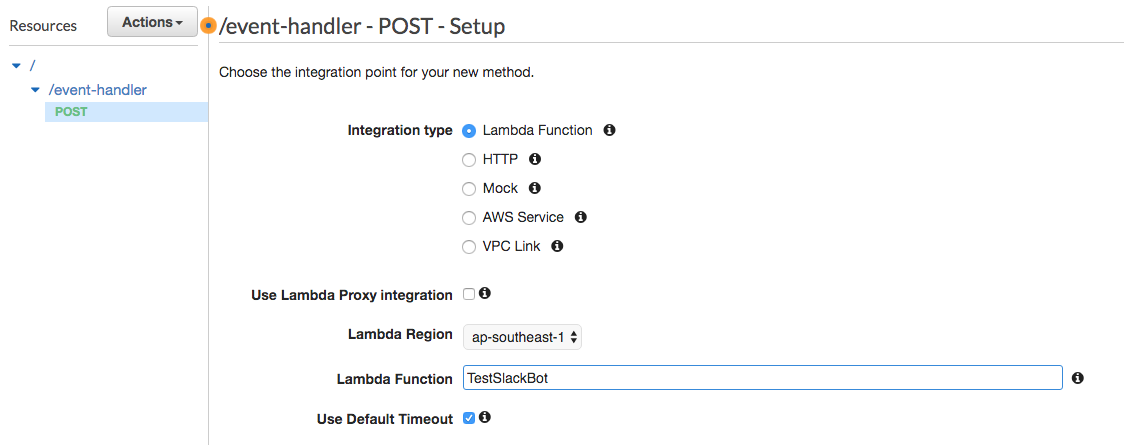 Resources
Actions
/event-handler - POST - Setup
/
/event-handler
POST
Choose the integration point for your new method.
Integration type
Lambda Function
HTTP
Mock
AWS Service
VPC Link
Use Lambda Proxy integration
Lambda Region
ap-southeast-1
Lambda Function
TestSlackBot
Use Default Timeout